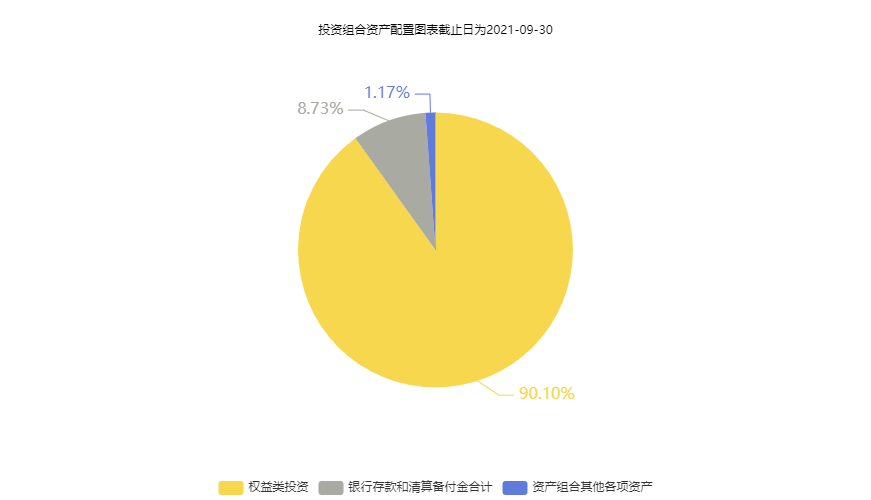 投资组合资产配置图表截止日为2021-09-30
1.17%
8.73%
90.10%
权益类投资 银行存款和清算备付金合计 资产组合其他各项资产